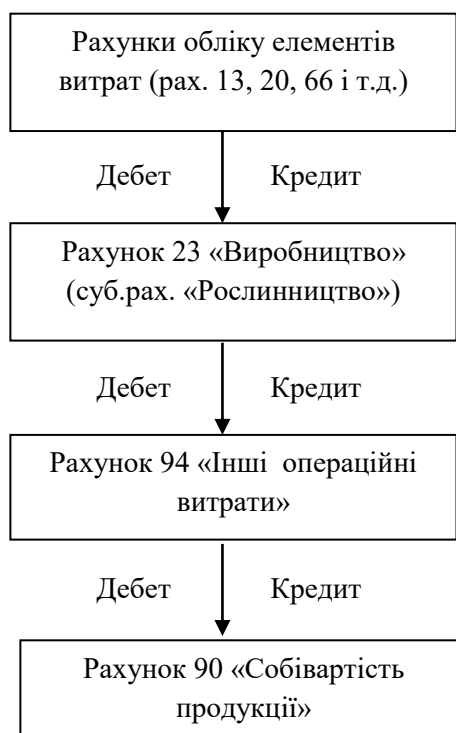 Рахунки обліку елементів
витрат (рах. 13, 20, 66 і т.д.)
Дебет Кредит
Рахунок 23 «Виробництво»
(суб.рах. «Рослинництво»)
Дебет Кредит
Рахунок 94 «Інші операційні
витрати»
Дебет Кредит
Рахунок 90 «Собівартість
продукції»